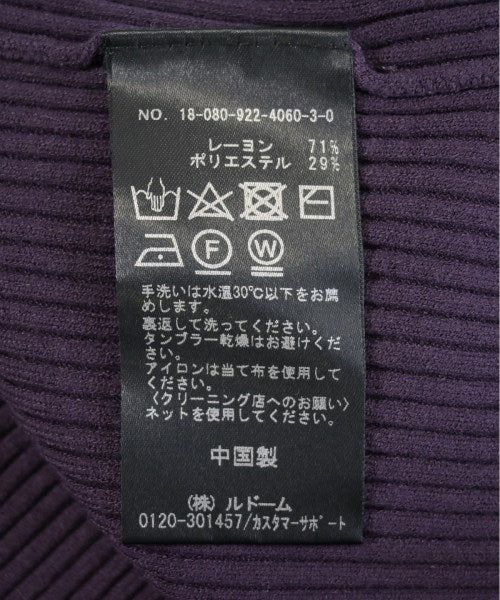 NO. 18-080-922-4060-3-0
レーヨン 71%
ポリエステル 29%
F W
手洗いは水温30℃以下をお薦
めします。
裏返して洗ってください。
タンブラー乾燥はお避けくださ
い。
アイロンは当て布を使用して
ください。
〈クリーニング店へのお願い〉
ネットを使用してください。
中国製
(株) ルドーム
0120-301457/カスタマーサポート